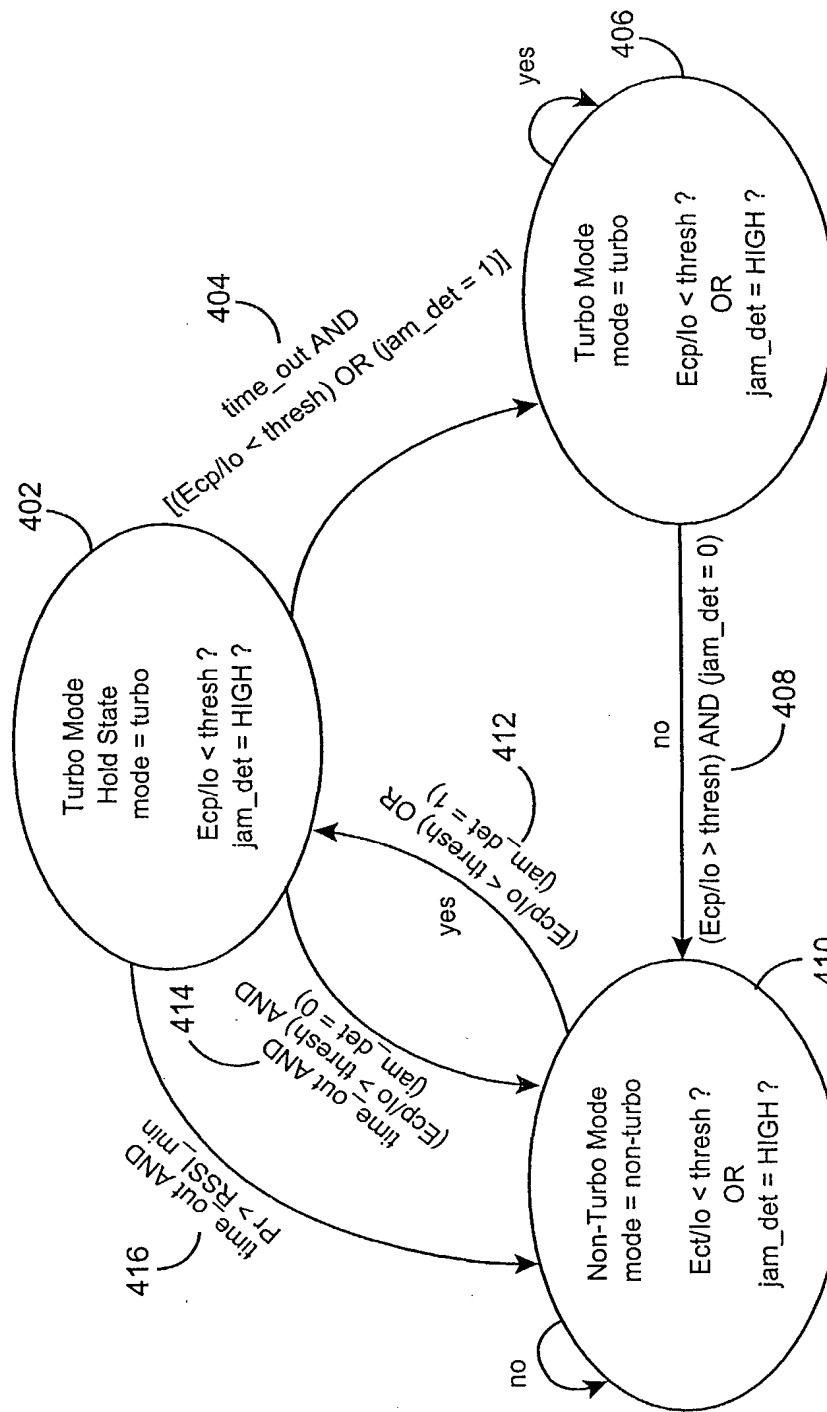 402
Turbo Mode
Hold State
mode = turbo
Ecp/Io < thresh ?
jam_det = HIGH ?
404
time_out AND
[(Ecp/Io < thresh) OR (jam_det = 1)]
406
yes
Turbo Mode
mode = turbo
Ecp/Io < thresh ?
OR
jam_det = HIGH ?
no
(Ecp/Io > thresh) AND (jam_det = 0)
408
410
Non-Turbo Mode
mode = non-turbo
Ect/Io < thresh ?
OR
jam_det = HIGH ?
no
yes
(Ecp/Io < thresh) OR
(jam_det = 1)
412
414
time_out AND
(Ecp/Io > thresh) AND
(jam_det = 0)
416
time_out AND
Pr > RSSI_min